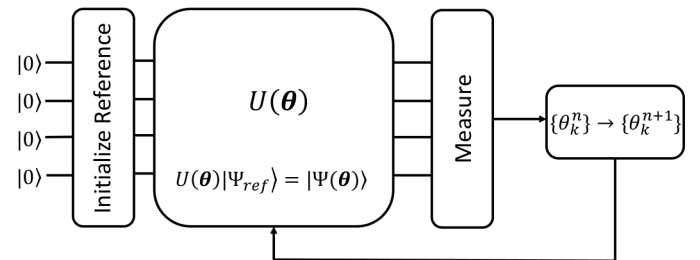 |0⟩
|0⟩
|0⟩
|0⟩
Initialize Reference
U(θ)
U(θ)|Ψ_ref⟩ = |Ψ(θ)⟩
Measure
{θ_k^n} → {θ_k^{n+1}}